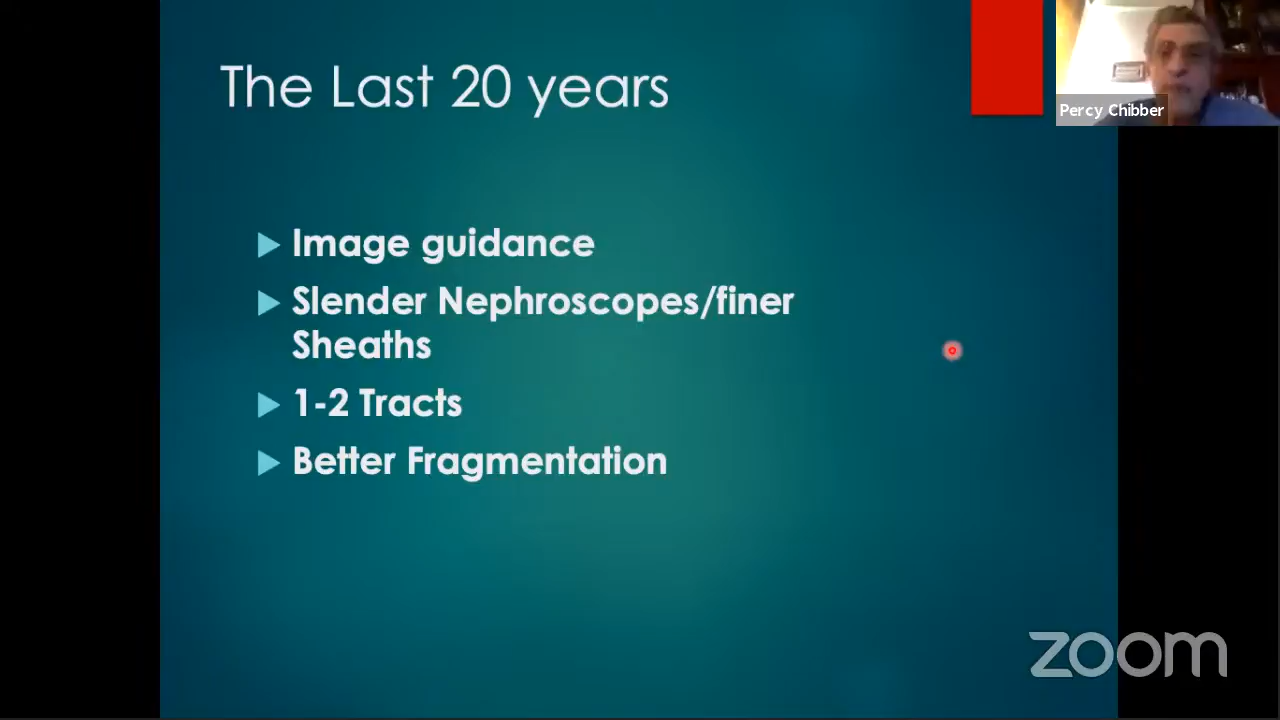 The Last 20 years
Percy Chibber
Image guidance
Slender Nephroscopes/finer
Sheaths
1-2 Tracts
Better Fragmentation
zoom